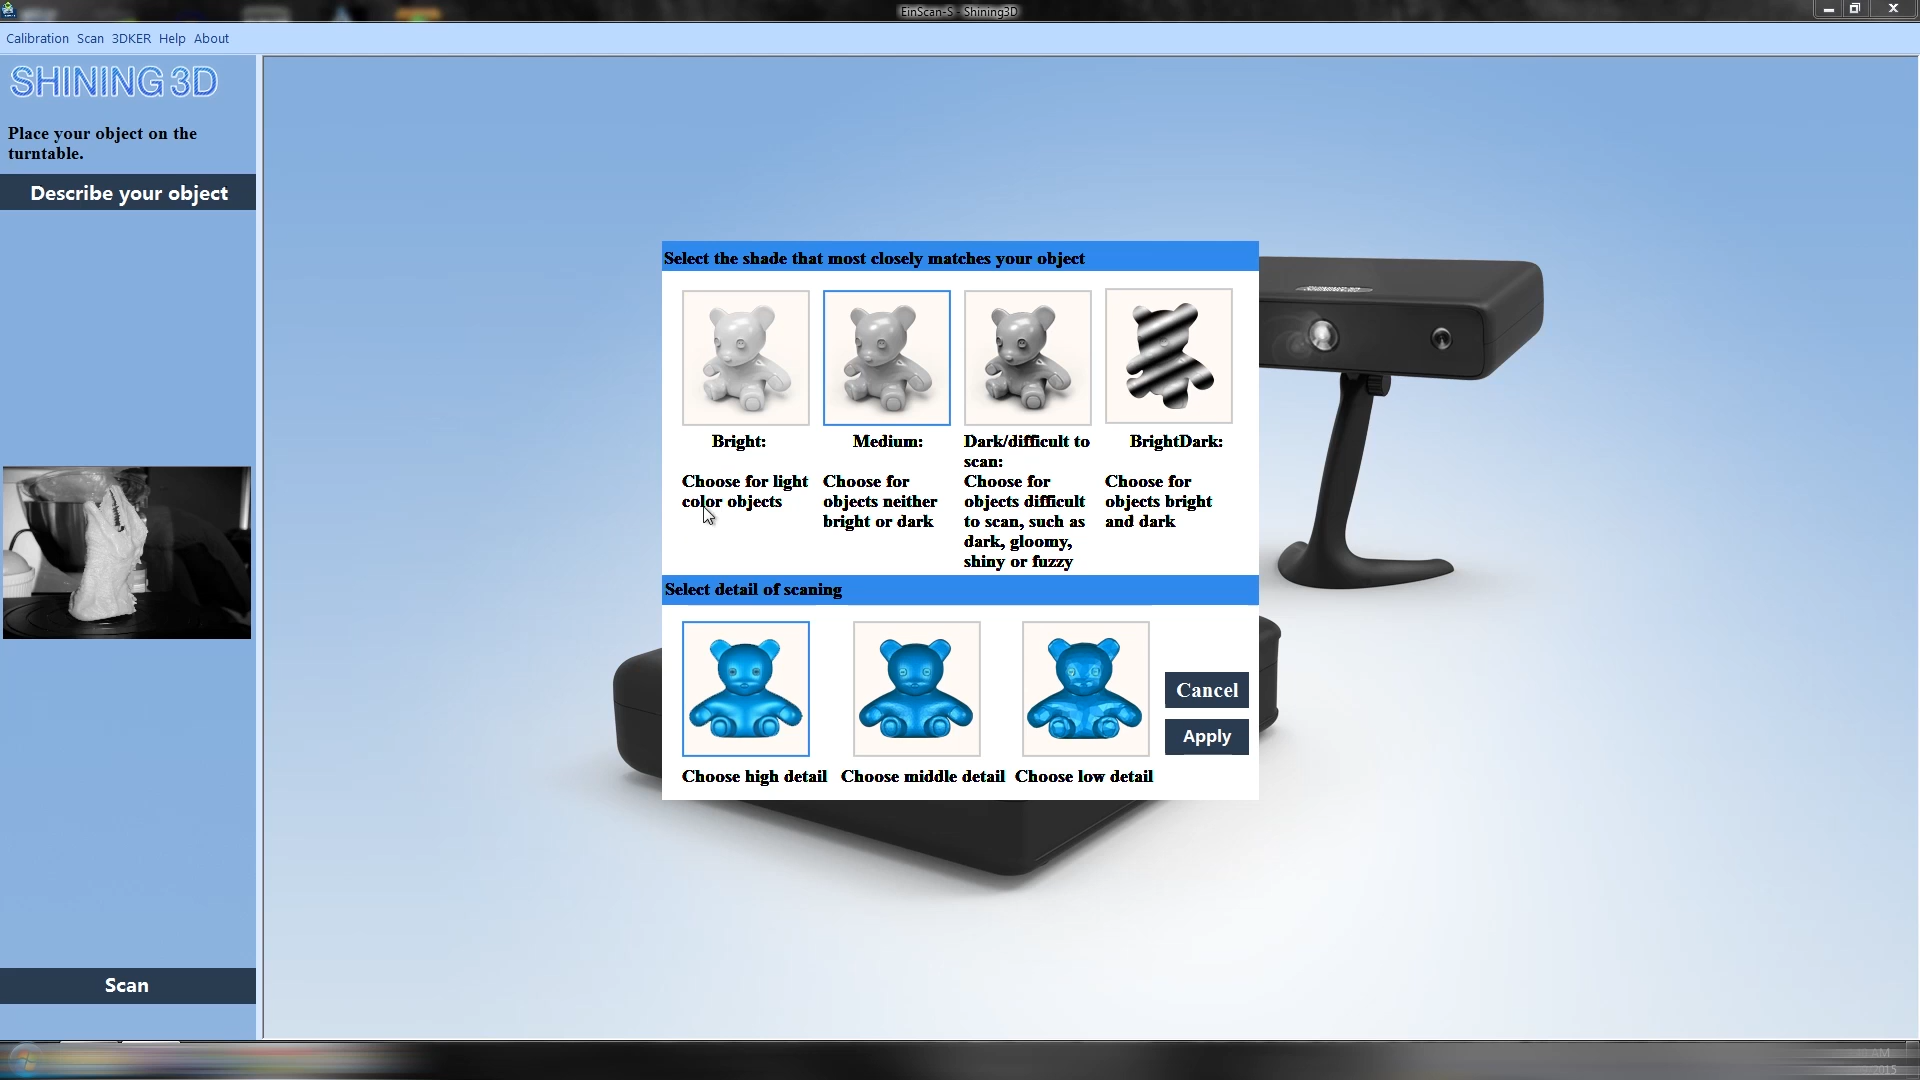 EinScan-S - Shining3D
Calibration Scan 3DKER Help About
SHINING 3D
Place your object on the
turntable.
Describe your object
Select the shade that most closely matches your object
Bright:
Choose for light
color objects
Medium:
Choose for
objects neither
bright or dark
Dark/difficult to
scan:
Choose for
objects difficult
to scan, such as
dark, gloomy,
shiny or fuzzy
BrightDark:
Choose for
objects bright
and dark
Select detail of scaning
Choose high detail
Choose middle detail
Choose low detail
Cancel
Apply
Scan